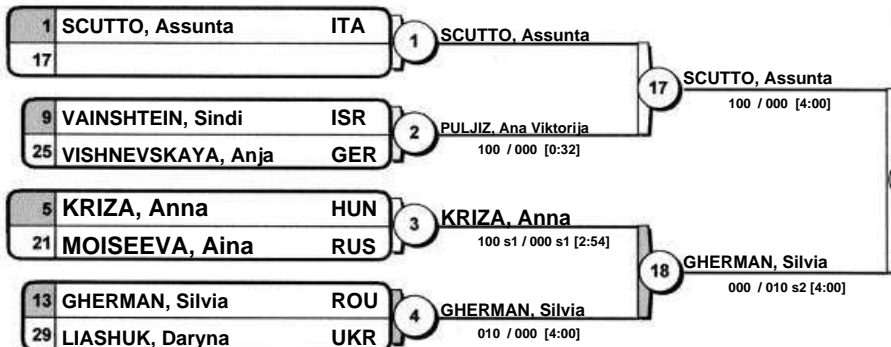 1 SCUTTO, Assunta ITA
17
1 SCUTTO, Assunta
9 VAINSHTEIN, Sindi ISR
25 VISHNEVSKAYA, Anja GER
2 PULJIZ, Ana Viktorija
100 / 000 [0:32]
17 SCUTTO, Assunta
100 / 000 [4:00]
5 KRIZA, Anna HUN
21 MOISEEVA, Aina RUS
3 KRIZA, Anna
100 s1 / 000 s1 [2:54]
13 GHERMAN, Silvia ROU
29 LIASHUK, Daryna UKR
4 GHERMAN, Silvia
010 / 000 [4:00]
18 GHERMAN, Silvia
000 / 010 s2 [4:00]